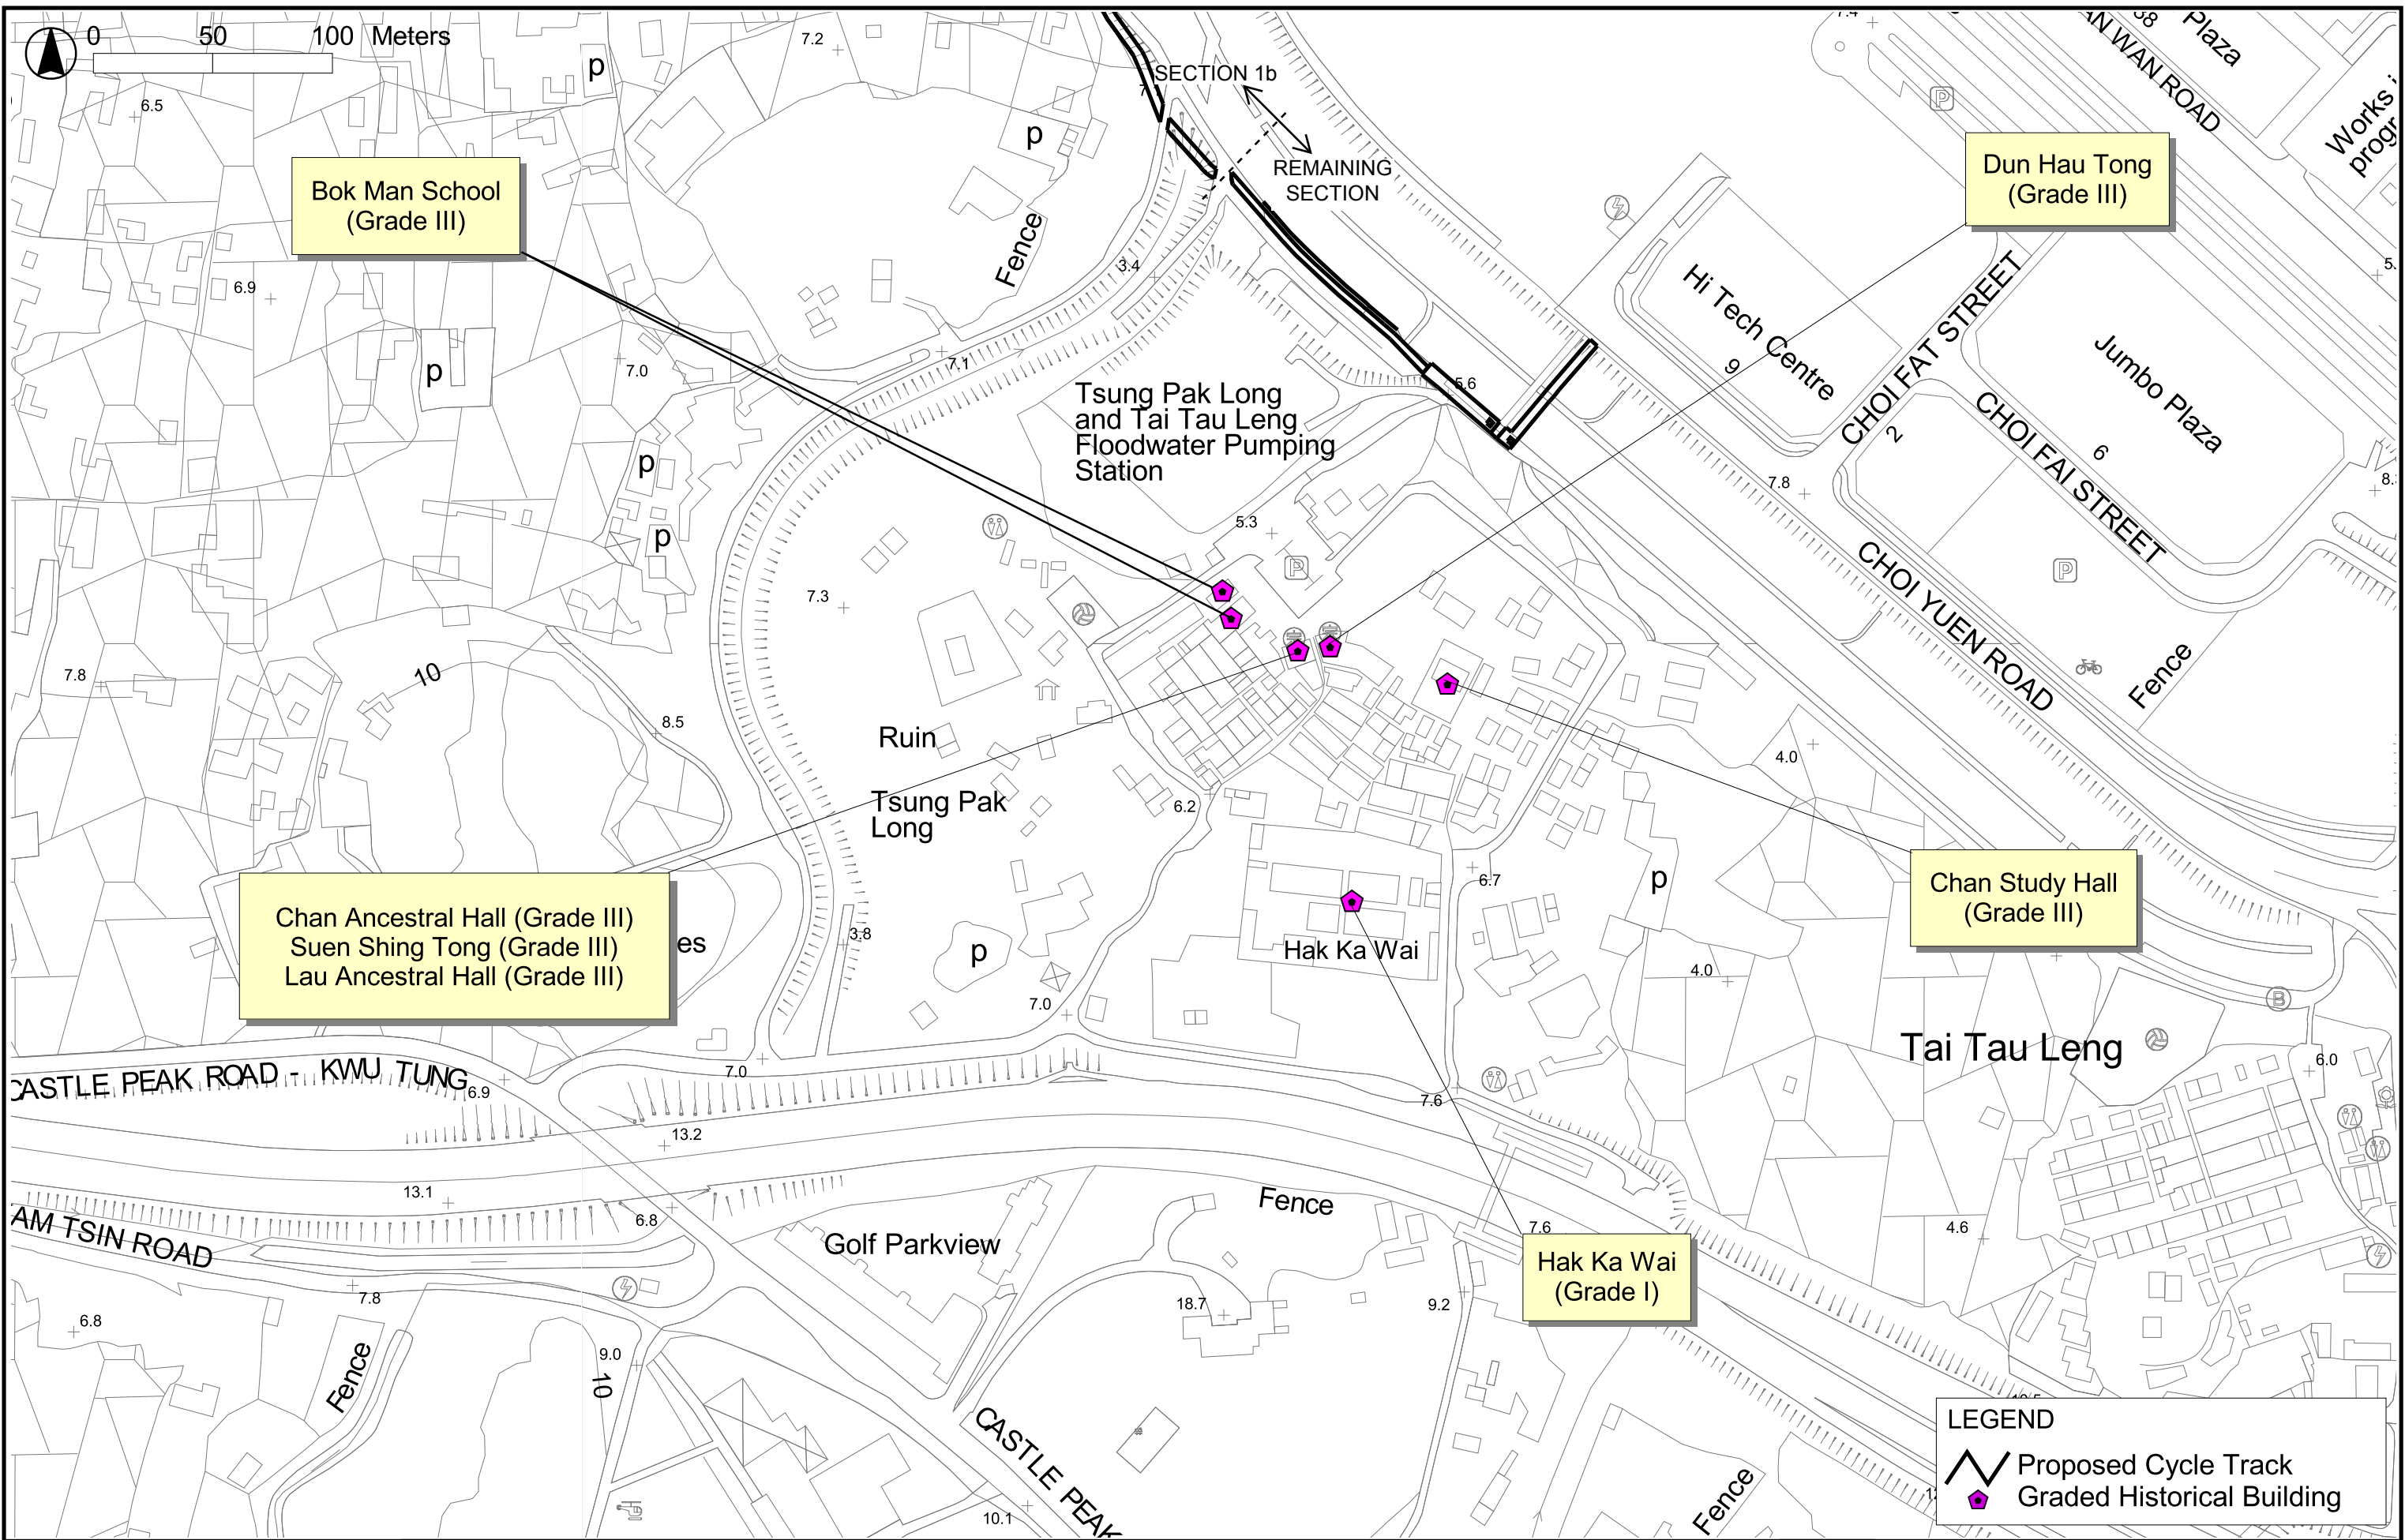 0 50 100 Meters
7.2
7.4
38
Plaza
AN WAN ROAD
Works
prog
p
6.5
SECTION 1b
REMAINING
SECTION
P
p
Bok Man School
(Grade III)
Dun Hau Tong
(Grade III)
Fence
3.4
6.9
Hi Tech Centre
9
CHOI FAT STREET
2
CHOI FAI STREET
6
Jumbo Plaza
5.
8.
p
7.0
7.1
5.6
Tsung Pak Long
and Tai Tau Leng
Floodwater Pumping
Station
p
p
7.8
5.3
P
P
CHOI YUEN ROAD
Fence
7.3
7.8
10
8.5
Ruin
Tsung Pak
Long
6.2
4.0
6.7
p
Chan Study Hall
(Grade III)
Chan Ancestral Hall (Grade III)
Suen Shing Tong (Grade III)
Lau Ancestral Hall (Grade III)
es
3.8
p
Hak Ka Wai
4.0
7.0
B
Tai Tau Leng
6.0
CASTLE PEAK ROAD - KWU TUNG
6.9
7.0
7.6
13.2
13.1
6.8
AM TSIN ROAD
Fence
7.6
4.6
Golf Parkview
Hak Ka Wai
(Grade I)
7.8
6.8
18.7
9.2
Fence
9.0
10
CASTLE PEAK
10.1
Fence
LEGEND
Proposed Cycle Track
Graded Historical Building